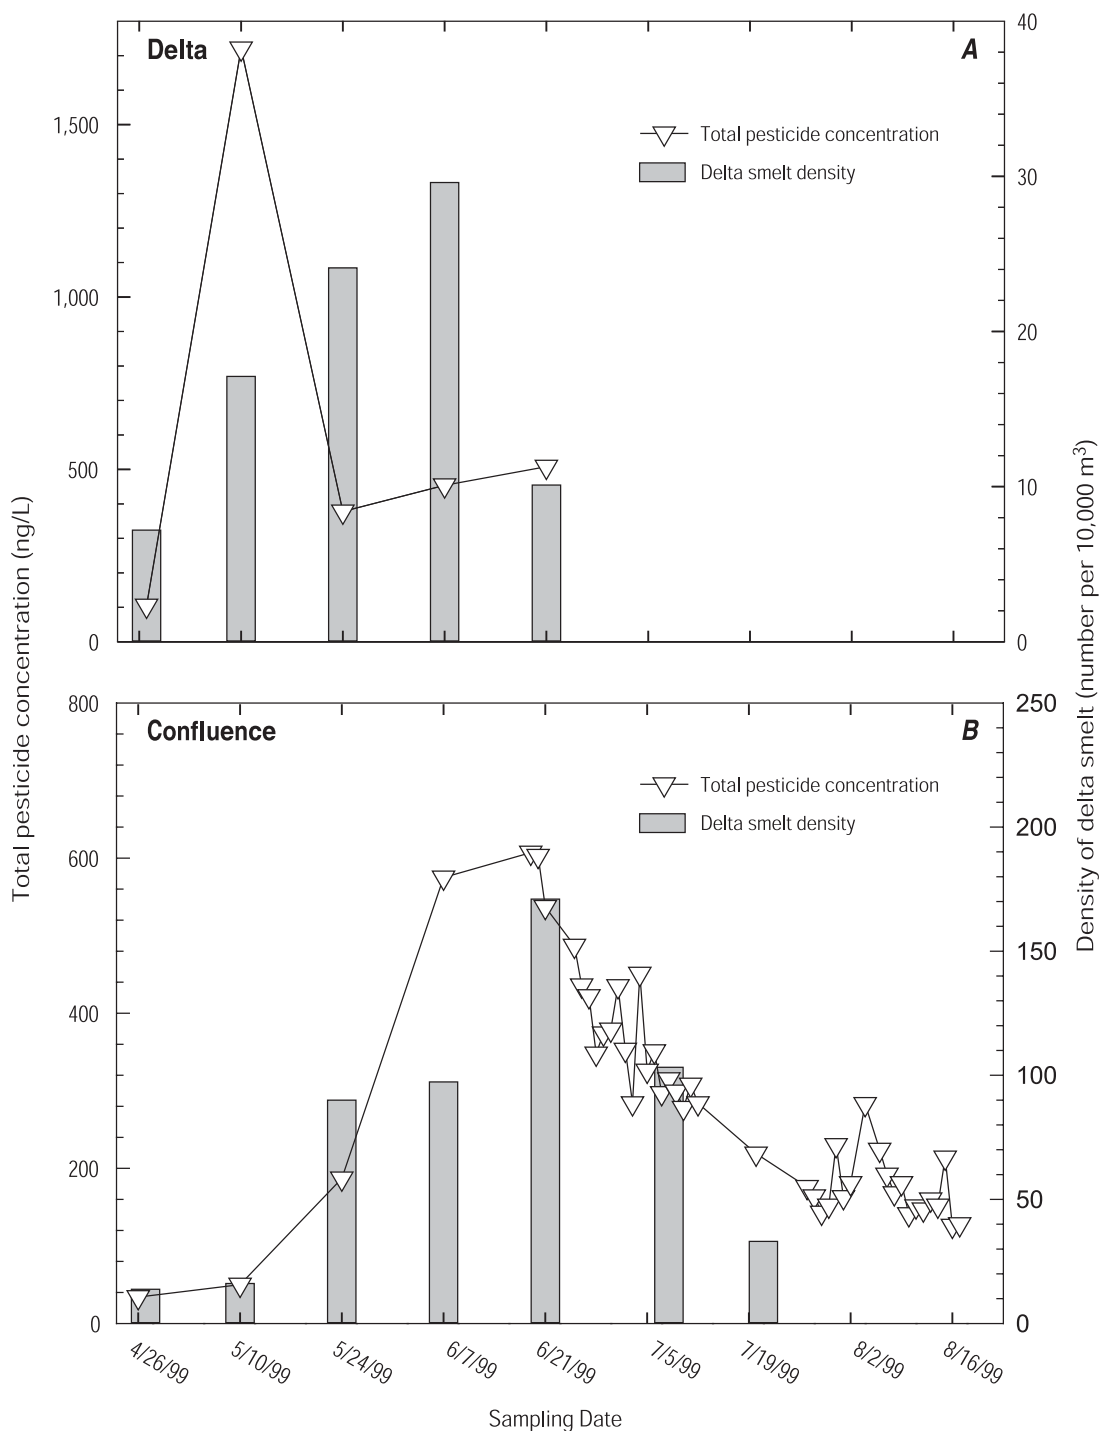 Delta
A
Total pesticide concentration
Delta smelt density
1,500
1,000
500
0
40
30
20
10
0
Total pesticide concentration (ng/L)
Density of delta smelt (number per 10,000 m³)
Confluence
B
Total pesticide concentration
Delta smelt density
800
600
400
200
0
250
200
150
100
50
0
4/26/99
5/10/99
5/24/99
6/7/99
6/21/99
7/5/99
7/19/99
8/2/99
8/16/99
Sampling Date